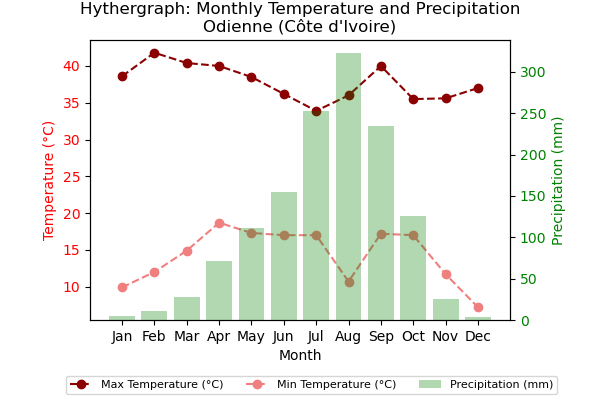 Hythergraph: Monthly Temperature and Precipitation
Odienne (Côte d'Ivoire)
Temperature (°C)
40
35
30
25
20
15
10
300
250
200
150
100
50
0
Precipitation (mm)
Jan Feb Mar Apr May Jun Jul Aug Sep Oct Nov Dec
Month
Max Temperature (°C) Min Temperature (°C) Precipitation (mm)